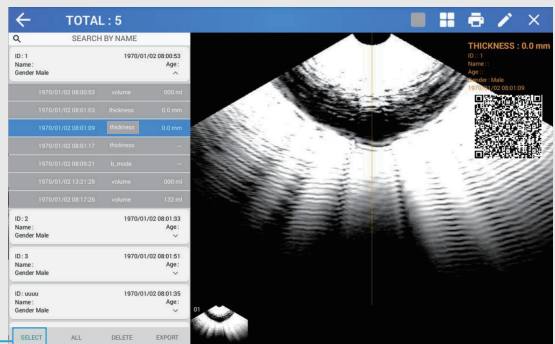 TOTAL : 5
SEARCH BY NAME
ID : 1 1970/01/02 08:00:53
Name : Age :
Gender Male
1970/01/02 08:00:53 volume 000 ml
1970/01/02 08:01:03 thickness 0.0 mm
1970/01/02 08:01:09 thickness 0.0 mm
1970/01/02 08:01:17 thickness --
1970/01/02 08:09:21 b_mode --
1970/01/02 13:21:28 volume 000 ml
1970/01/02 08:17:26 volume 132 ml
ID : 2 1970/01/02 08:01:33
Name : Age :
Gender Male
ID : 3 1970/01/02 08:01:51
Name : Age :
Gender Male
ID : uuuu 1970/01/02 08:01:35
Name : Age :
Gender Male
SELECT ALL DELETE EXPORT
THICKNESS : 0.0 mm
ID : : 1
Name : :
Age : :
Gender : Male
1970/01/02 08:01:09
01